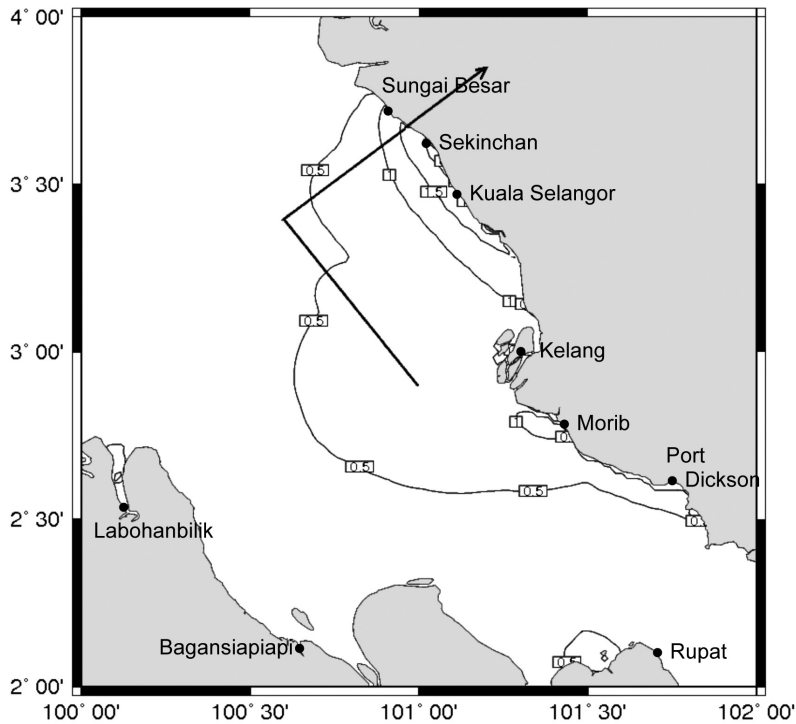 4° 00'
Sungai Besar
Sekinchan
0.5
1
1.5
Kuala Selangor
3° 30'
0.5
1
3° 00'
Kelang
1
Morib
Port
Dickson
0.5
0.5
2° 30'
Labohanbilik
Bagansiapiapi
Rupat
2° 00'
100° 00'
100° 30'
101° 00'
101° 30'
102° 00'